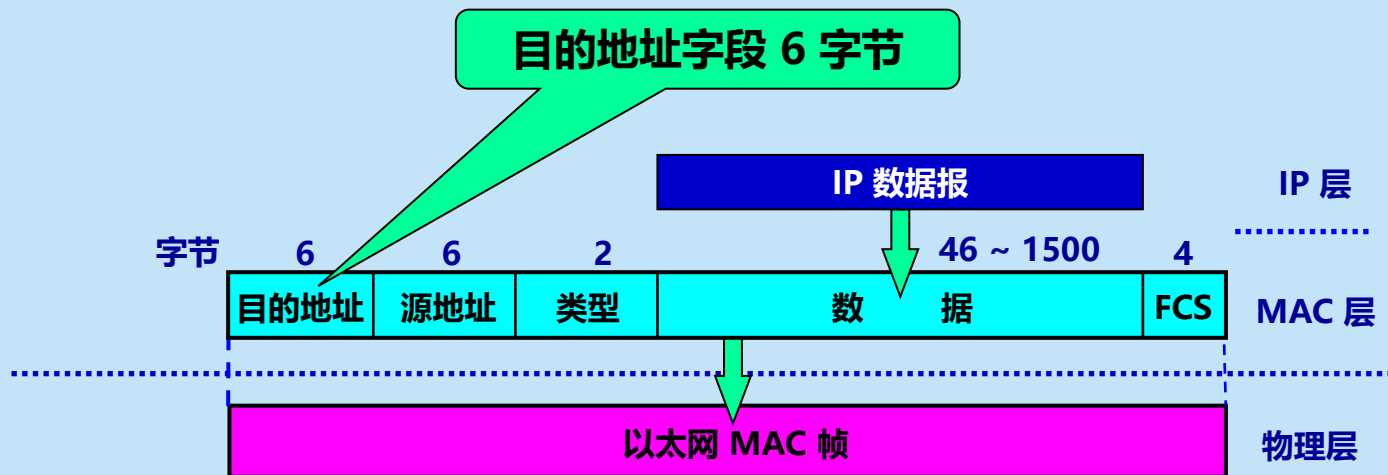 目的地址字段 6 字节
IP 数据报
IP 层
字节 6 6 2 46 ~ 1500 4
目的地址 源地址 类型 数 据 FCS MAC 层
以太网 MAC 帧
物理层